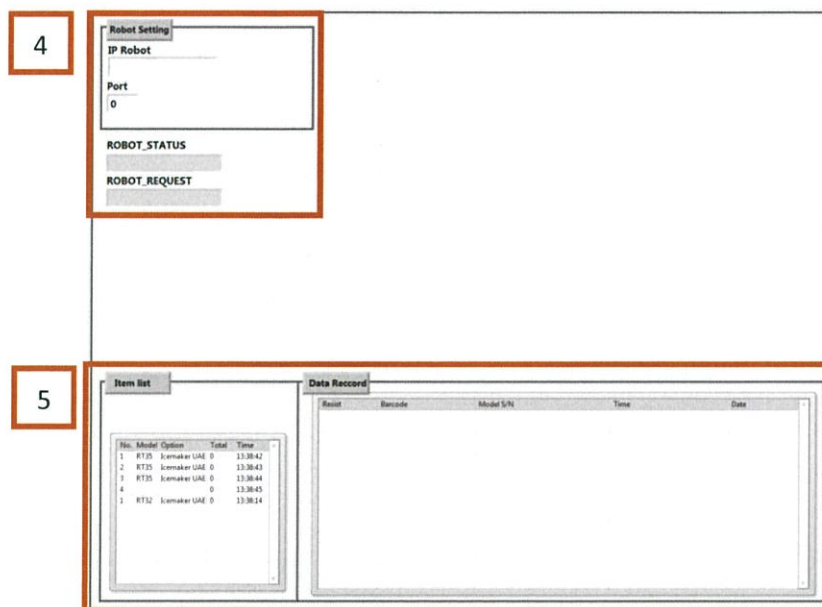 4
Robot Setting
IP Robot
Port
0
ROBOT_STATUS
ROBOT_REQUEST
5
Item list
Data Reccord
No. Model Option Total Time
1 RT35 Icemaker UAE 0 13:38:42
2 RT35 Icemaker UAE 0 13:38:43
3 RT35 Icemaker UAE 0 13:38:44
4 0 13:38:45
1 RT32 Icemaker UAE 0 13:38:14
Resist Barcode Model S/N Time Date